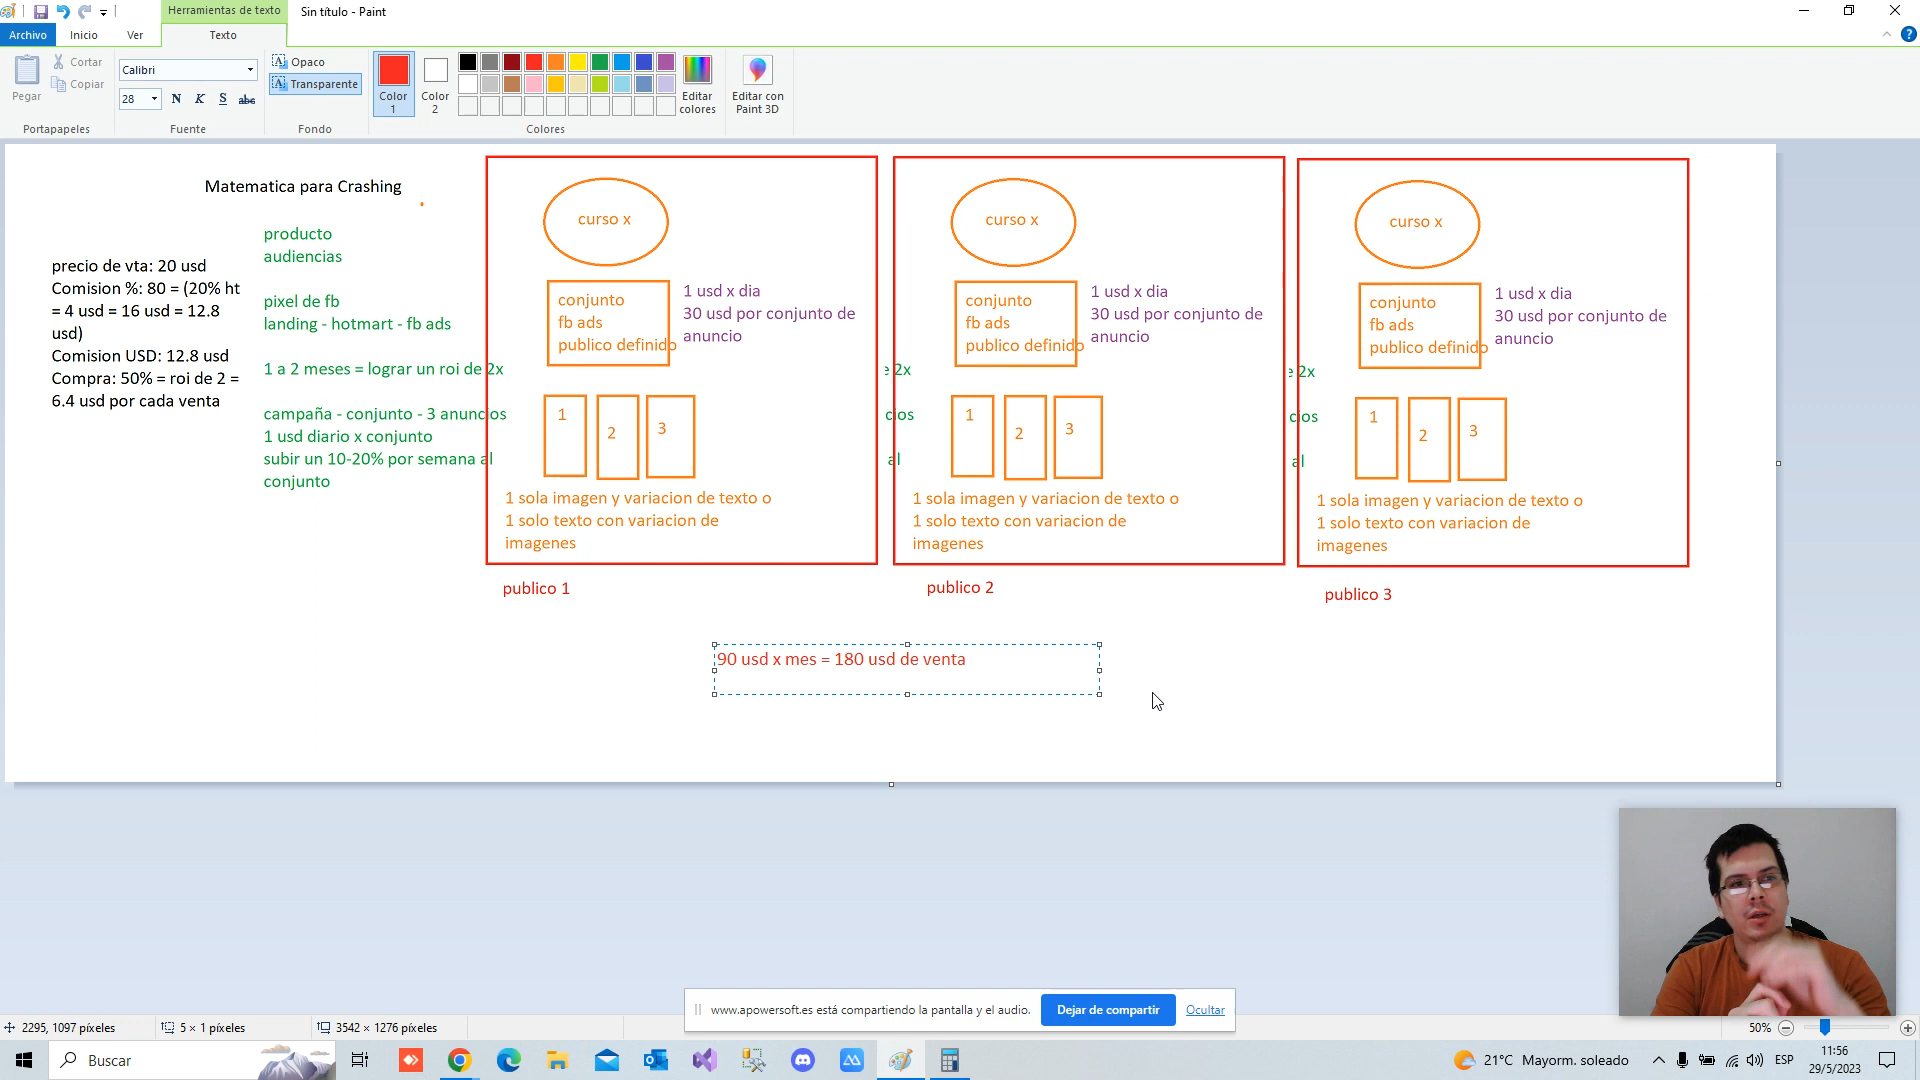 Herramientas de texto
Sin título - Paint
Archivo
Inicio
Ver
Texto
Pegar
Cortar
Copiar
Portapapeles
Calibri
28
N K S abc
Fuente
Opaco
Transparente
Fondo
Color 1
Color 2
Editar colores
Colores
Editar con Paint 3D
Matematica para Crashing
precio de vta: 20 usd
Comision %: 80 = (20% ht
= 4 usd = 16 usd = 12.8
usd)
Comision USD: 12.8 usd
Compra: 50% = roi de 2 =
6.4 usd por cada venta
producto
audiencias
pixel de fb
landing - hotmart - fb ads
1 a 2 meses = lograr un roi de 2x
campaña - conjunto - 3 anuncios
1 usd diario x conjunto
subir un 10-20% por semana al
conjunto
curso x
conjunto
fb ads
publico definido
1 usd x dia
30 usd por conjunto de
anuncio
1
2
3
1 sola imagen y variacion de texto o
1 solo texto con variacion de
imagenes
publico 1
e 2x
cios
al
curso x
conjunto
fb ads
publico definido
1 usd x dia
30 usd por conjunto de
anuncio
1
2
3
1 sola imagen y variacion de texto o
1 solo texto con variacion de
imagenes
publico 2
e 2x
cios
al
curso x
conjunto
fb ads
publico definido
1 usd x dia
30 usd por conjunto de
anuncio
1
2
3
1 sola imagen y variacion de texto o
1 solo texto con variacion de
imagenes
publico 3
90 usd x mes = 180 usd de venta
www.apowersoft.es está compartiendo la pantalla y el audio.
Dejar de compartir
Ocultar
2295, 1097 píxeles
5 × 1 píxeles
3542 × 1276 píxeles
50%
Buscar
21°C Mayorm. soleado
ESP
11:56
29/5/2023